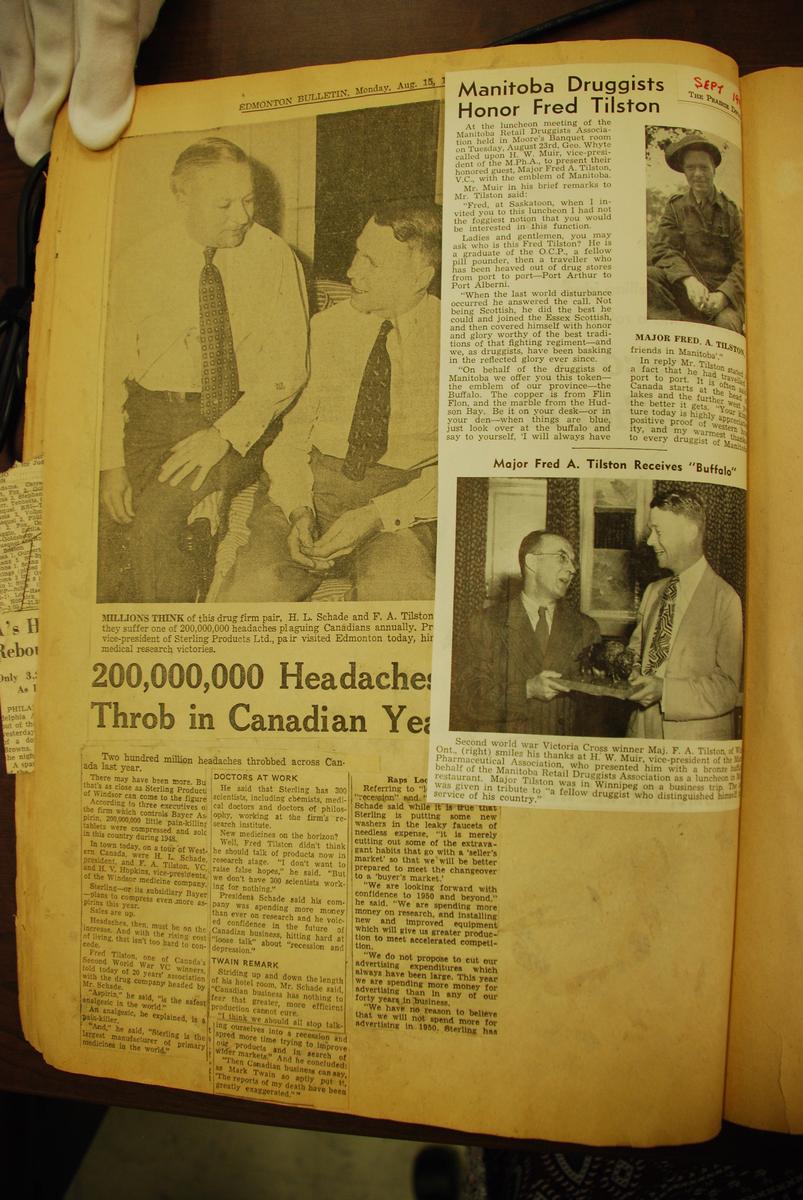 EDMONTON BULLETIN, Monday, Aug. 15,
MILLIONS THINK of this drug firm pair, H. L. Schade and F. A. Tilston
they suffer one of 200,000,000 headaches plaguing Canadians annually. Pr
vice-president of Sterling Products Ltd., pair visited Edmonton today, hin
medical research victories.
200,000,000 Headaches
Throb in Canadian Yea
Two hundred million headaches throbbed across Can-
ada last year.
There may have been more. Bu
that's as close as Sterling Producti
of Windsor can come to the figure
According to three executives of
the firm which controls Bayer As-
pirin, 200,000,000 little pain-killing
tablets were compressed and sold
in this country during 1948.
In town today, on a tour of West-
ern Canada, were H. L. Schade,
president, and F. A. Tilston, VC,
and H. V. Hopkins, vice-presidents,
of the Windsor medicine company.
Sterling—or its subsidiary Bayer
—plans to compress even more as-
pirins this year.
Sales are up.
Headaches, then, must be on the
increase. And with the rising cost
of living, that isn't too hard to con-
cede.
Fred Tilston, one of Canada's
Second World War VC winners,
told today of 20 years' association
with the drug company headed by
Mr. Schade.
"Aspirin," he said, "is the safest
analgesic in the world."
An analgesic, he explained, is a
pain-killer.
"And," he said, "Sterling is the
largest manufacturer of primary
medicines in the world."
DOCTORS AT WORK
He said that Sterling has 300
scientists, including chemists, medi-
cal doctors and doctors of philos-
ophy, working at the firm's re-
search institute.
New medicines on the horizon?
Well, Fred Tilston didn't think
he should talk of products now in
research stage. "I don't want to
raise false hopes," he said. "But
we don't have 300 scientists work-
ing for nothing."
President Schade said his com-
pany was spending more money
than ever on research and he voic-
ed confidence in the future of
Canadian business, hitting hard at
"loose talk" about "recession and
depression."
TWAIN REMARK
Striding up and down the length
of his hotel room, Mr. Schade said,
"Canadian business has nothing to
fear that greater, more efficient
production cannot cure.
"I think we should all stop talk-
ing ourselves into a recession and
spred more time trying to improve
our products and in search of
wider markets." And he concluded:
"Then Canadian business can say,
as Mark Twain so aptly put it,
'The reports of my death have been
greatly exaggerated.'"
Raps Loo
Referring to
"recession" and
Schade said while it is true that
Sterling is putting some new
washers in the leaky faucets of
needless expense, "it is merely
cutting out some of the extrava-
gant habits that go with a 'seller's
market' so that we will be better
prepared to meet the changeover
to a 'buyer's market.'
"We are looking forward with
confidence to 1950 and beyond,"
he said. "We are spending more
money on research, and installing
new and improved equipment
which will give us greater produc-
tion to meet accelerated competi-
tion.
"We do not propose to cut our
advertising expenditures which
always have been large. This year
we are spending more money for
advertising than in any of our
forty years in business.
"We have no reason to believe
that we will not spend more for
advertising in 1950. Sterling has
Manitoba Druggists
Honor Fred Tilston
SEPT
THE PRAIRIE
At the luncheon meeting of the
Manitoba Retail Druggists Associa-
tion held in Moore's Banquet room
on Tuesday, August 23rd, Geo. Whyte
called upon H. W. Muir, vice-presi-
dent of the M.Ph.A., to present their
honored guest, Major Fred A. Tilston,
V.C., with the emblem of Manitoba.
Mr. Muir in his brief remarks to
Mr. Tilston said:
"Fred, at Saskatoon, when I in-
vited you to this luncheon I had not
the foggiest notion that you would
be interested in this function.
Ladies and gentlemen, you may
ask who is this Fred Tilston? He is
a graduate of the O.C.P., a fellow
pill pounder, then a traveller who
has been heaved out of drug stores
from port to port—Port Arthur to
Port Alberni.
"When the last world disturbance
occurred he answered the call. Not
being Scottish, he did the best he
could and joined the Essex Scottish,
and then covered himself with honor
and glory worthy of the best tradi-
tions of that fighting regiment—and
we, as druggists, have been basking
in the reflected glory ever since.
"On behalf of the druggists of
Manitoba we offer you this token—
the emblem of our province—the
Buffalo. The copper is from Flin
Flon, and the marble from the Hud-
son Bay. Be it on your desk—or in
your den—when things are blue,
just look over at the buffalo and
say to yourself, 'I will always have
MAJOR FRED. A. TILSTON,
friends in Manitoba'."
In reply Mr. Tilston stated
a fact that he had travelled
port to port. It is often
Canada starts at the head
lakes and the further west
the better it gets. "Your
ture today is highly
positive proof of western
ity, and my warmest thanks
to every druggist of
Major Fred A. Tilston Receives "Buffalo"
Second world war Victoria Cross winner Maj. F. A. Tilston, of
Ont., (right) smiles his thanks at H. W. Muir, vice-president of the
Pharmaceutical Association, who presented him with a bronze
behalf of the Manitoba Retail Druggists Association at a luncheon in
restaurant. Major Tilston was in Winnipeg on a business trip. The
was given in tribute to "a fellow druggist who distinguished himself
service of his country."